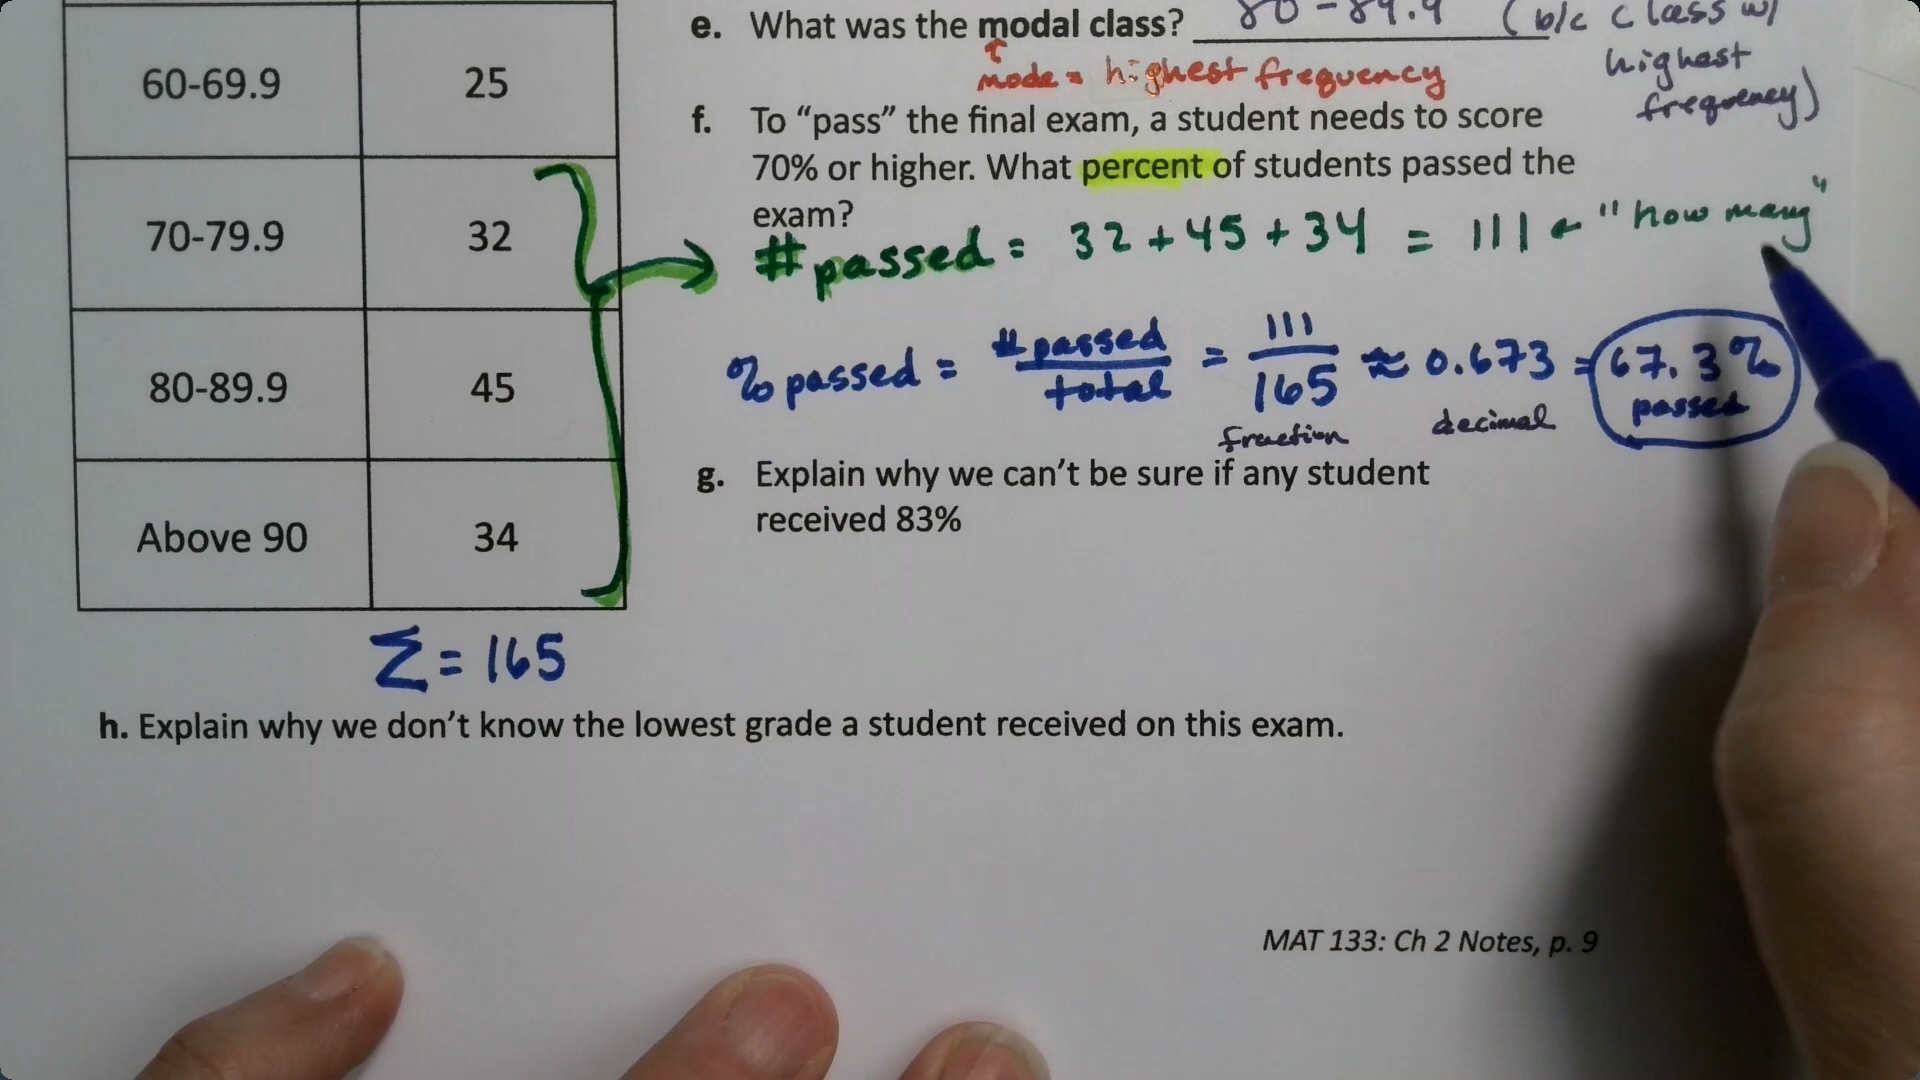 60-69.9 25
70-79.9 32
80-89.9 45
Above 90 34
Σ = 165
e. What was the modal class? 80-89.9 (b/c class w/
highest
frequency)
mode = highest frequency
f. To “pass” the final exam, a student needs to score
70% or higher. What percent of students passed the
exam?
# passed = 32 + 45 + 34 = 111 ← "how many"
% passed = # passed / total = 111 / 165 ≈ 0.673 = 67.3%
passed
fraction decimal
g. Explain why we can’t be sure if any student
received 83%
h. Explain why we don’t know the lowest grade a student received on this exam.
MAT 133: Ch 2 Notes, p. 9